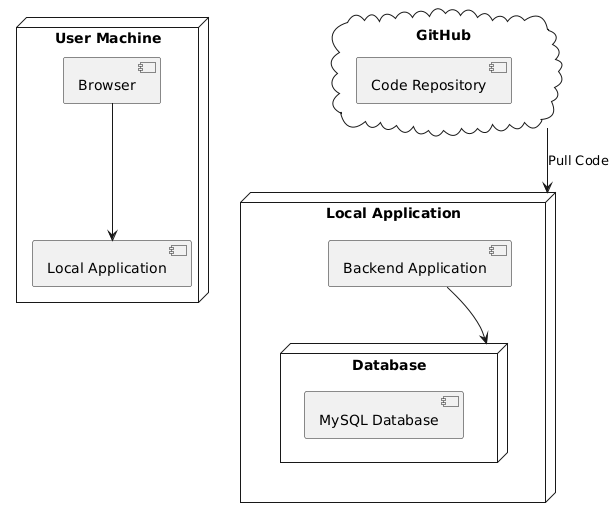 User Machine
Browser
Local Application
GitHub
Code Repository
Pull Code
Local Application
Backend Application
Database
MySQL Database